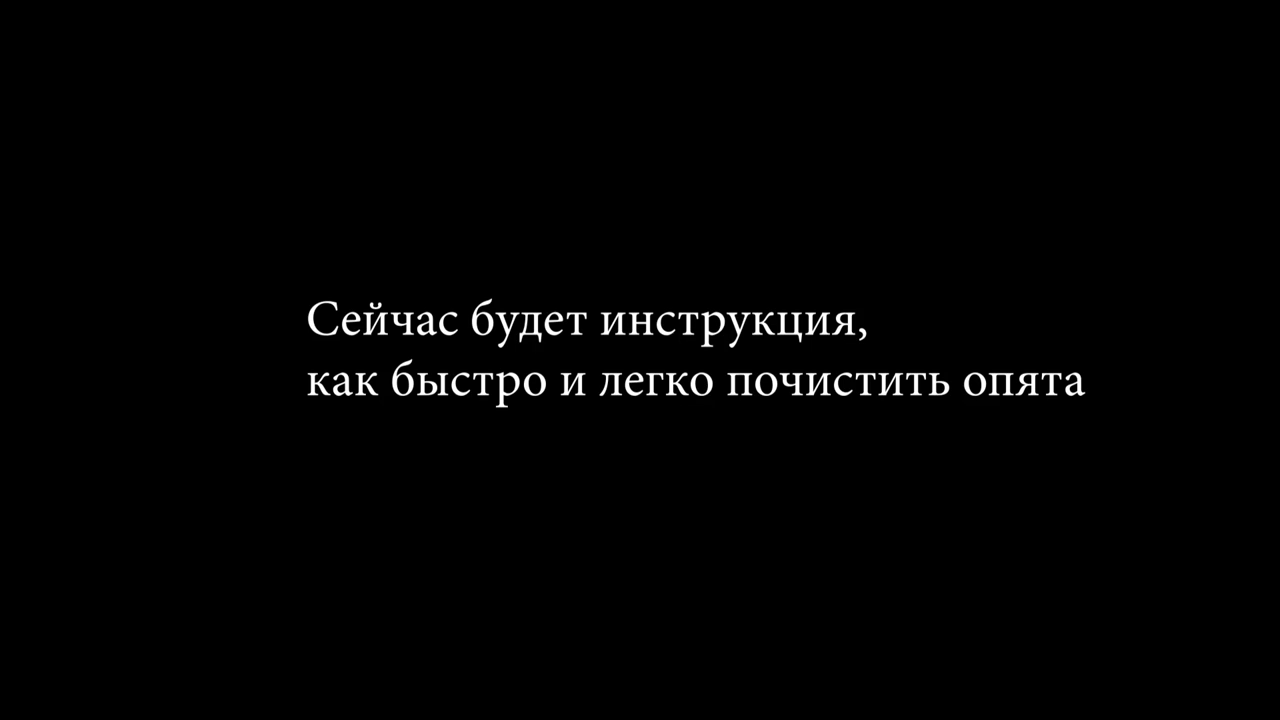 Сейчас будет инструкция,
как быстро и легко почистить опята